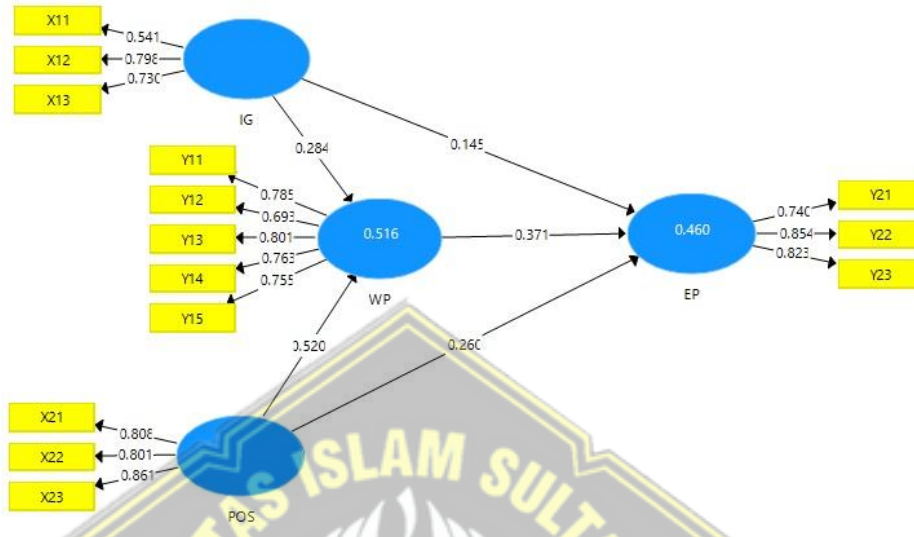 X11
0.541
X12
0.798
X13
0.730
IG
0.284
0.145
Y11
0.785
Y12
0.693
Y13
0.801
Y14
0.763
Y15
0.755
0.516
WP
0.371
0.460
EP
Y21
0.740
Y22
0.854
Y23
0.823
0.520
0.260
X21
0.808
X22
0.801
X23
0.861
POS
TAS ISLAM SULTA